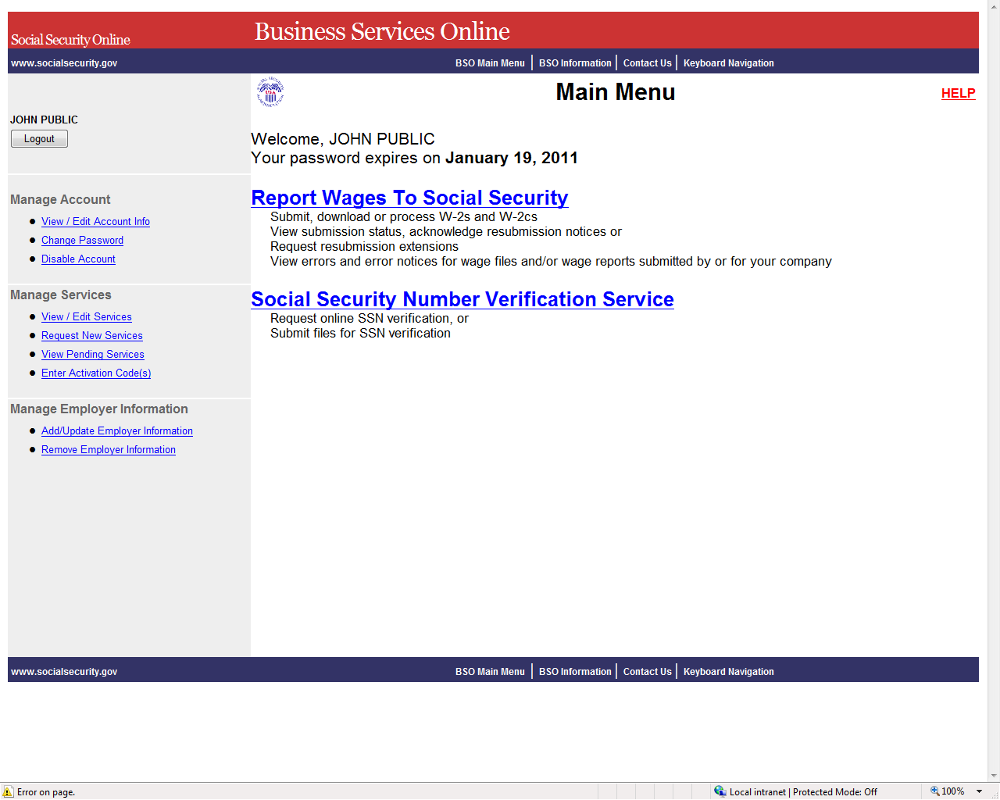 Social Security Online
Business Services Online
www.socialsecurity.gov
BSO Main Menu | BSO Information | Contact Us | Keyboard Navigation
JOHN PUBLIC
Logout
Manage Account
View / Edit Account Info
Change Password
Disable Account
Manage Services
View / Edit Services
Request New Services
View Pending Services
Enter Activation Code(s)
Manage Employer Information
Add/Update Employer Information
Remove Employer Information
SOCIAL SECURITY ADMINISTRATION
USA
Main Menu
HELP
Welcome, JOHN PUBLIC
Your password expires on January 19, 2011
Report Wages To Social Security
Submit, download or process W-2s and W-2cs
View submission status, acknowledge resubmission notices or
Request resubmission extensions
View errors and error notices for wage files and/or wage reports submitted by or for your company
Social Security Number Verification Service
Request online SSN verification, or
Submit files for SSN verification
www.socialsecurity.gov
BSO Main Menu | BSO Information | Contact Us | Keyboard Navigation
Error on page.
Local intranet | Protected Mode: Off
100%